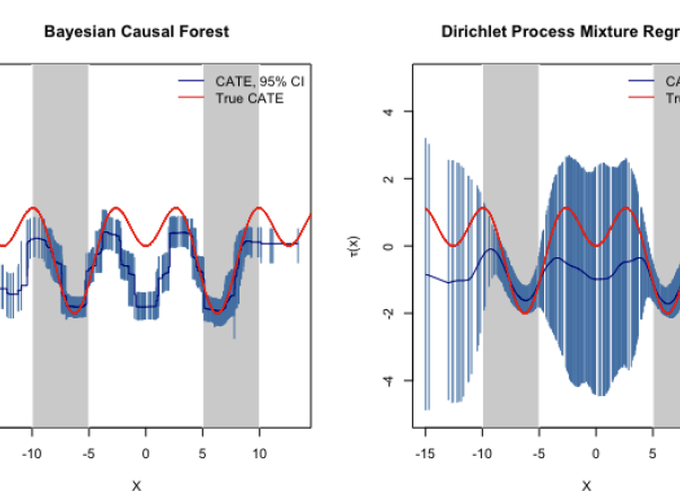 Bayesian Causal Forest
CATE, 95% CI
True CATE
-10 -5 0 5 10
X
Dirichlet Process Mixture
4
2
0
-2
-4
τ(x)
-15 -10 -5 0 5
X